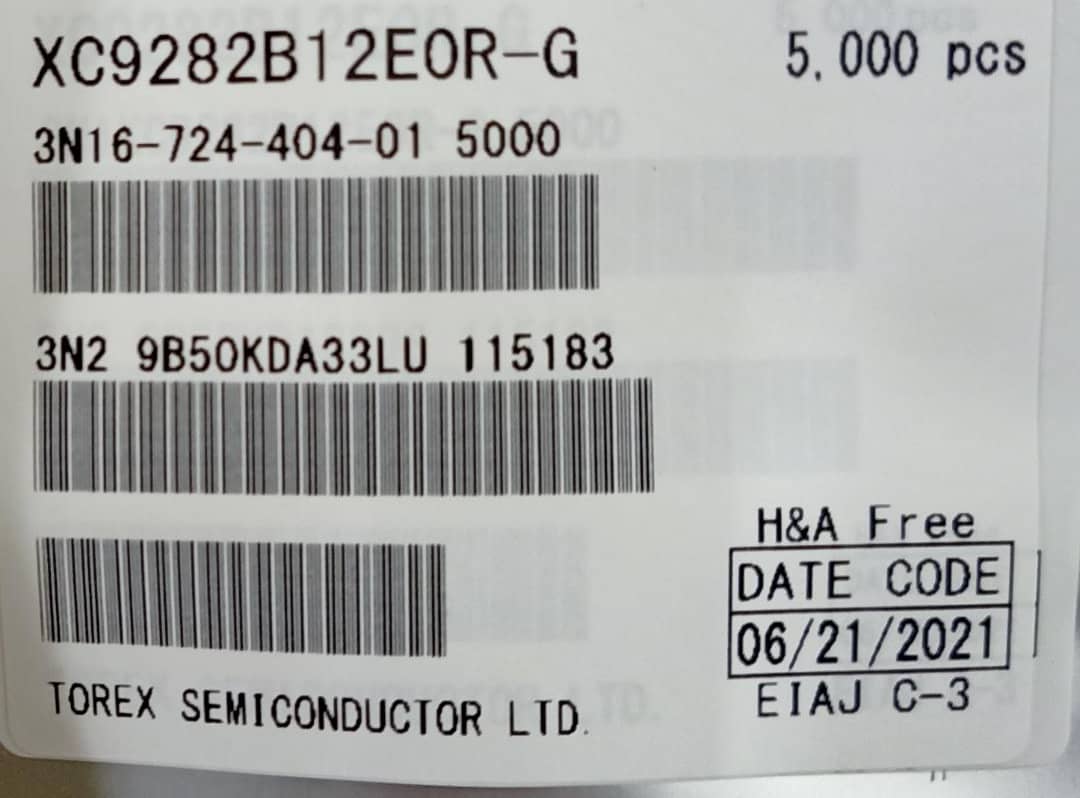 XC9282B12E0R-G
5,000 pcs
3N16-724-404-01 5000
3N2 9B50KDA33LU 115183
H&A Free
DATE CODE
06/21/2021
EIAJ C-3
TOREX SEMICONDUCTOR LTD.